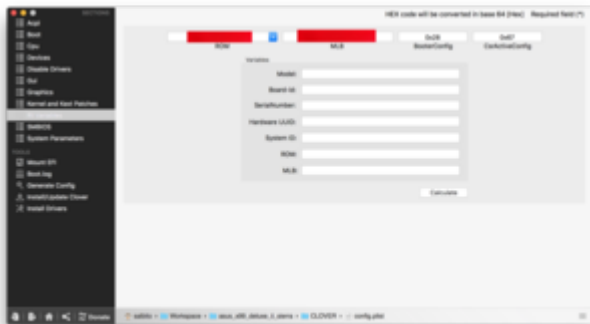 SECTIONS
HEX code will be converted in base 64 (Hex) Required field (*)
Acpi
Boot
Cpu
Devices
Disable Drivers
Gui
Graphics
Kernel and Kext Patches
SMBIOS
System Parameters
Mount EFI
Boot.log
Generate Config
Install/Update Clover
Install Drivers
Donate
0x28
0x67
ROM
MLB
BooterConfig
CsrActiveConfig
Variables
Model:
Board-id:
SerialNumber:
Hardware UUID:
System ID:
ROM:
MLB:
Calculate
Workspace
CLOVER
config.plist